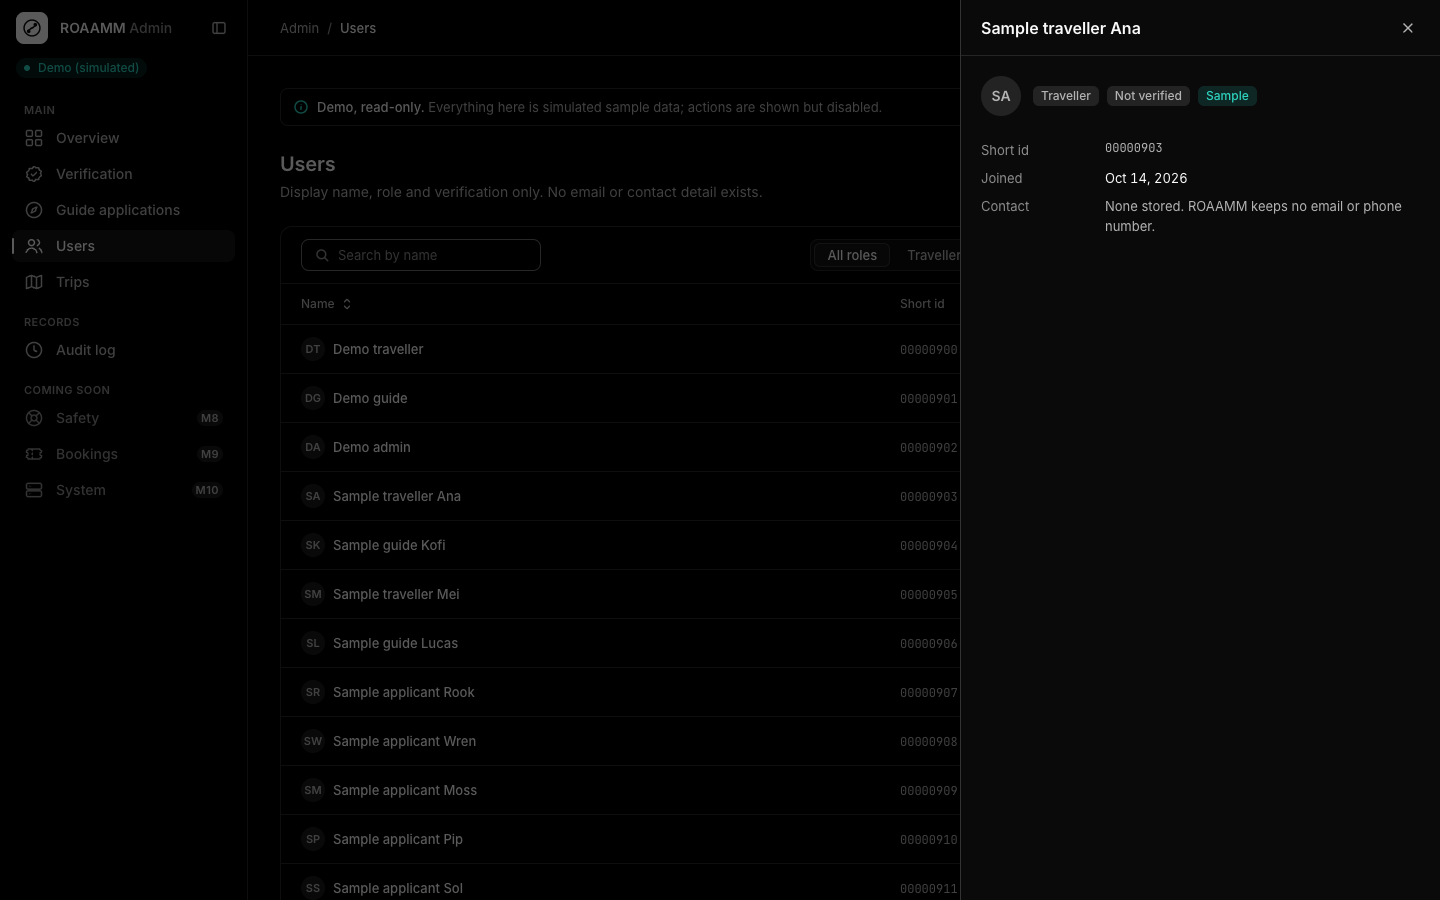 ROAAMM Admin
Demo (simulated)
MAIN
Overview
Verification
Guide applications
Users
Trips
RECORDS
Audit log
COMING SOON
Safety M8
Bookings M9
System M10
Admin / Users
Demo, read-only. Everything here is simulated sample data; actions are shown but disabled.
Users
Display name, role and verification only. No email or contact detail exists.
Search by name
All roles Traveller
Name Short id
DT Demo traveller 00000900
DG Demo guide 00000901
DA Demo admin 00000902
SA Sample traveller Ana 00000903
SK Sample guide Kofi 00000904
SM Sample traveller Mei 00000905
SL Sample guide Lucas 00000906
SR Sample applicant Rook 00000907
SW Sample applicant Wren 00000908
SM Sample applicant Moss 00000909
SP Sample applicant Pip 00000910
SS Sample applicant Sol 00000911
Sample traveller Ana
SA Traveller Not verified Sample
Short id 00000903
Joined Oct 14, 2026
Contact None stored. ROAAMM keeps no email or phone
number.